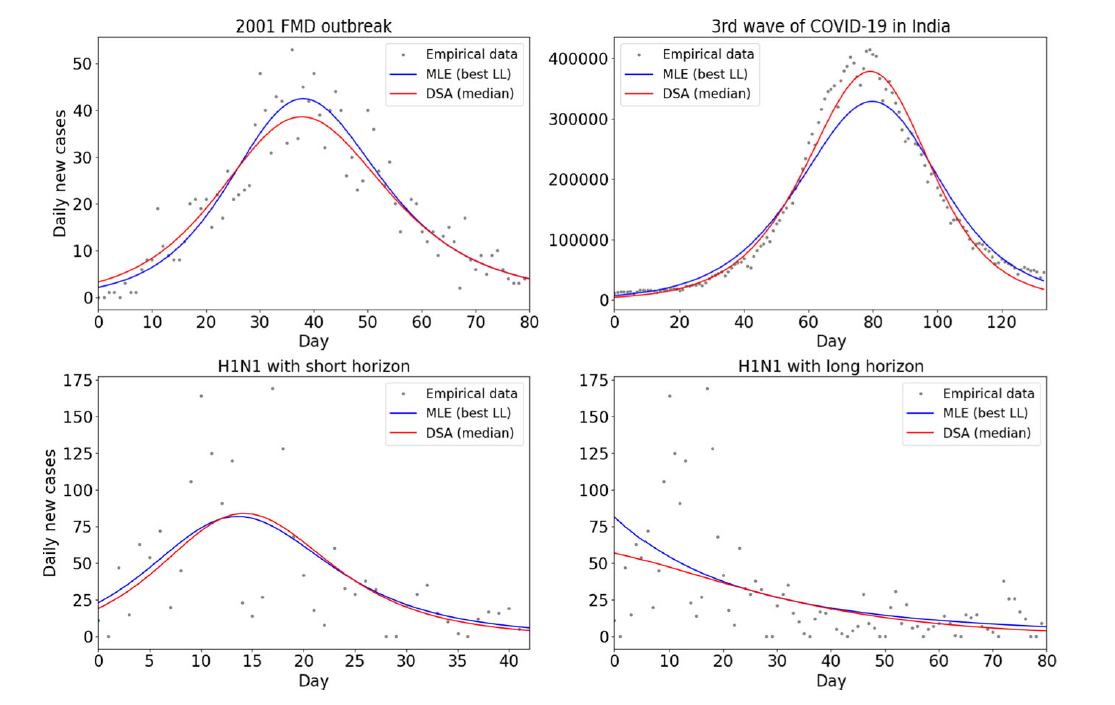 2001 FMD outbreak
Empirical data
MLE (best LL)
DSA (median)
Daily new cases
50
40
30
20
10
0
0 10 20 30 40 50 60 70 80
Day
3rd wave of COVID-19 in India
Empirical data
MLE (best LL)
DSA (median)
400000
300000
200000
100000
0
0 20 40 60 80 100 120
Day
H1N1 with short horizon
Empirical data
MLE (best LL)
DSA (median)
Daily new cases
175
150
125
100
75
50
25
0
0 5 10 15 20 25 30 35 40
Day
H1N1 with long horizon
Empirical data
MLE (best LL)
DSA (median)
175
150
125
100
75
50
25
0
0 10 20 30 40 50 60 70 80
Day